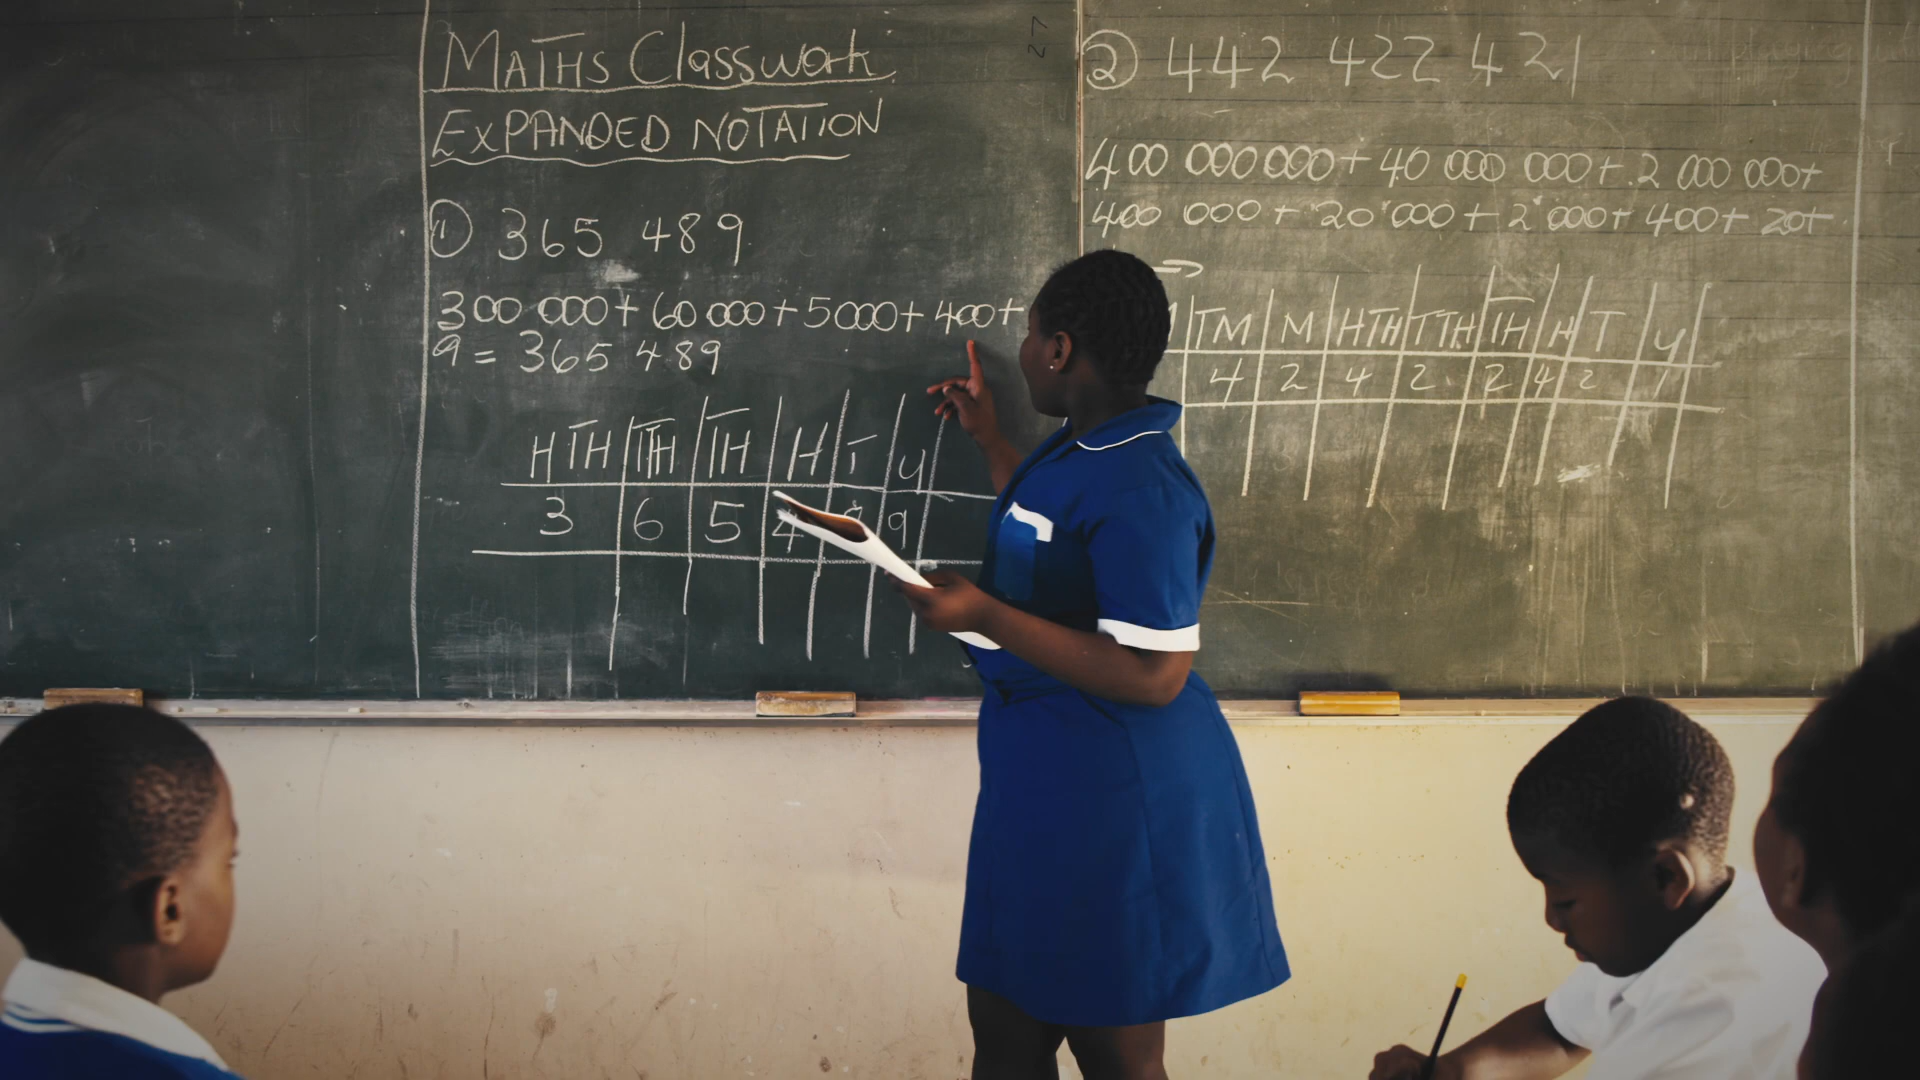 MATHS Classwork
EXPANDED NOTATION
① 365 489
300 000 + 60 000 + 5000 + 400 +
9 = 365 489
HTH TTH TH H T U
3 6 5 4 9
② 442 422 421
400 000 000 + 40 000 000 + 2 000 000 +
400 000 + 20 000 + 2 000 + 400 + 20 +
TM M HTH TTH TH H T U
4 2 4 2 2 4 2 1
27